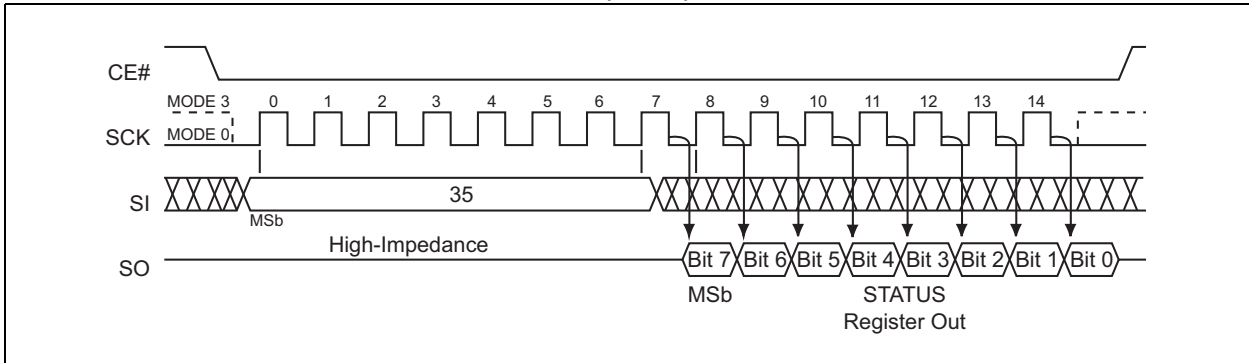 CE#
MODE 3 0 1 2 3 4 5 6 7 8 9 10 11 12 13 14
SCK MODE 0
SI 35
MSb
High-Impedance
SO Bit 7 Bit 6 Bit 5 Bit 4 Bit 3 Bit 2 Bit 1 Bit 0
MSb STATUS
Register Out